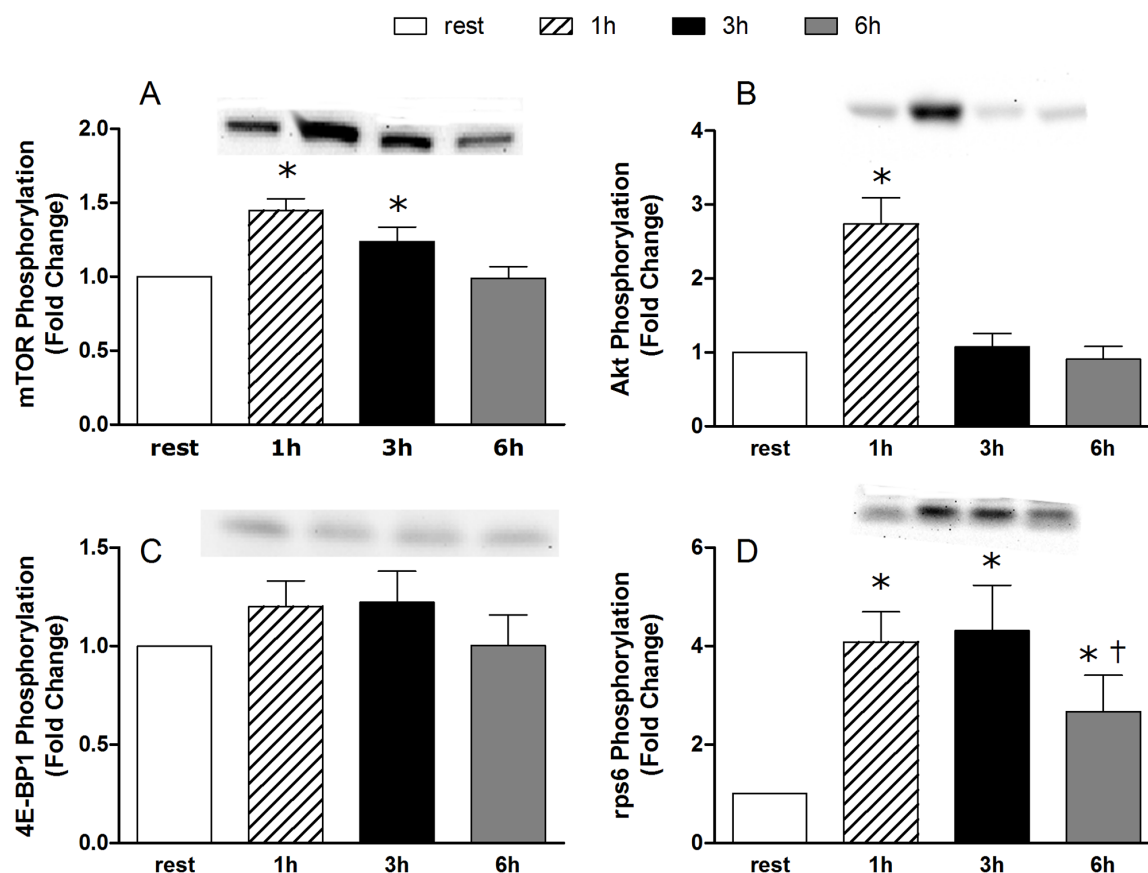 rest 1h 3h 6h
A
mTOR Phosphorylation
(Fold Change)
2.0
1.5
1.0
0.5
0.0
* *
rest 1h 3h 6h
B
Akt Phosphorylation
(Fold Change)
4
3
2
1
0
*
rest 1h 3h 6h
C
4E-BP1 Phosphorylation
(Fold Change)
1.5
1.0
0.5
0.0
rest 1h 3h 6h
D
rps6 Phosphorylation
(Fold Change)
6
4
2
0
* * * †
rest 1h 3h 6h